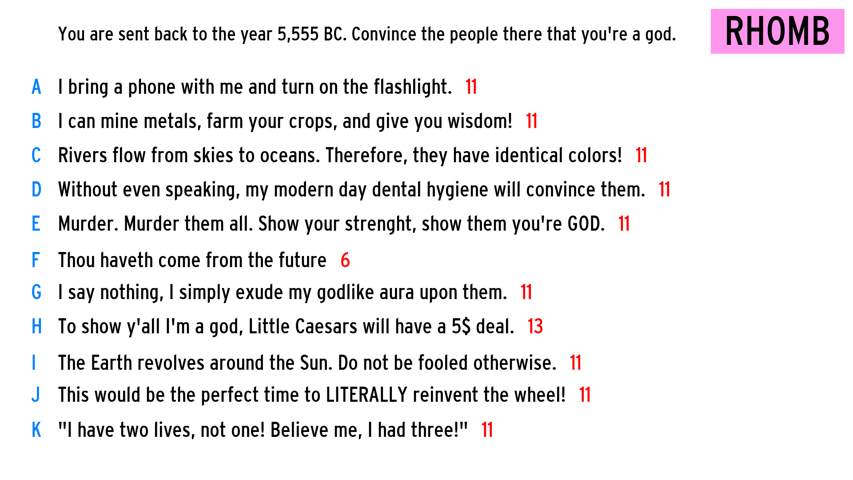 You are sent back to the year 5,555 BC. Convince the people there that you're a god.
RHOMB
A I bring a phone with me and turn on the flashlight. 11
B I can mine metals, farm your crops, and give you wisdom! 11
C Rivers flow from skies to oceans. Therefore, they have identical colors! 11
D Without even speaking, my modern day dental hygiene will convince them. 11
E Murder. Murder them all. Show your strenght, show them you're GOD. 11
F Thou haveth come from the future 6
G I say nothing, I simply exude my godlike aura upon them. 11
H To show y'all I'm a god, Little Caesars will have a 5$ deal. 13
I The Earth revolves around the Sun. Do not be fooled otherwise. 11
J This would be the perfect time to LITERALLY reinvent the wheel! 11
K "I have two lives, not one! Believe me, I had three!" 11